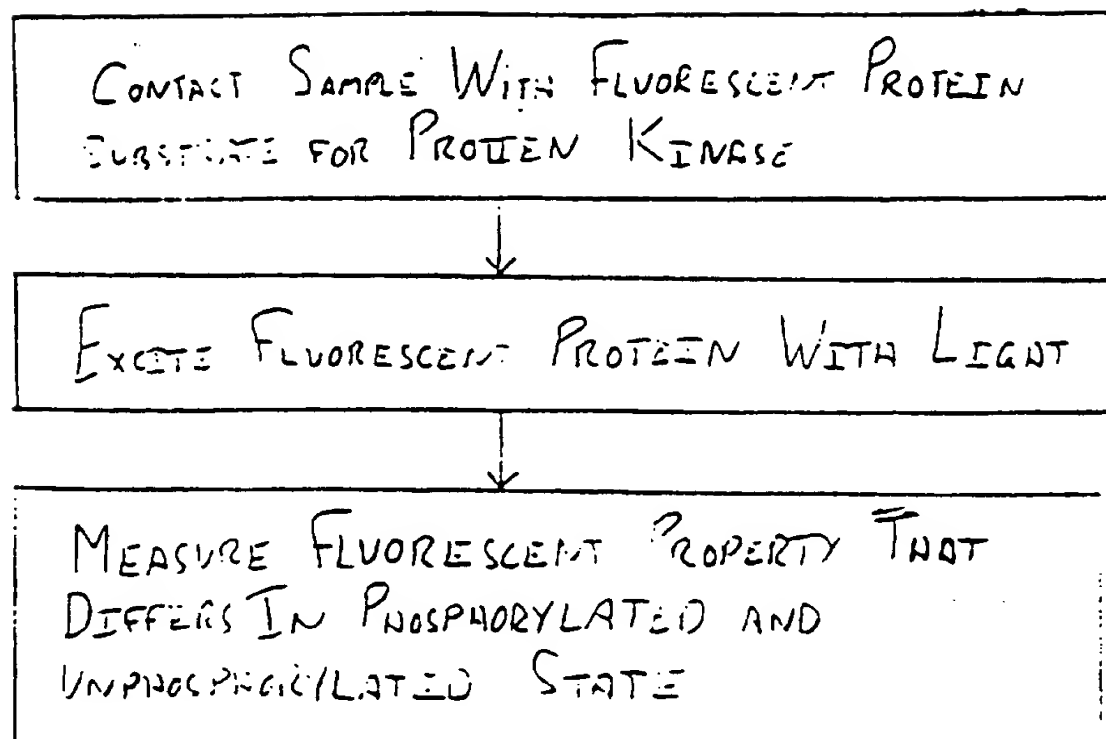 CONTACT SAMPLE WITH FLUORESCENT PROTEIN
SUBSTRATE FOR PROTIEN KINASE
EXCITE FLUORESCENT PROTEIN WITH LIGHT
MEASURE FLUORESCENT PROPERTY THAT
DIFFERS IN PHOSPHORYLATED AND
UNPHOSPHORYLATED STATE